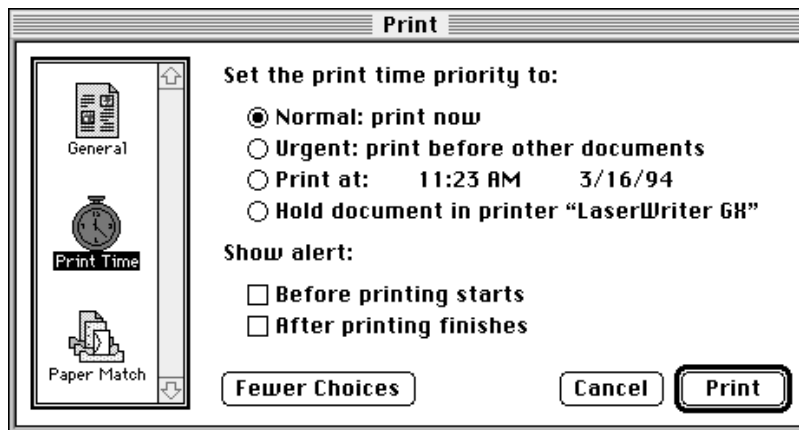 Print
General
Print Time
Paper Match
Set the print time priority to:
Normal: print now
Urgent: print before other documents
Print at: 11:23 AM 3/16/94
Hold document in printer “LaserWriter GX”
Show alert:
Before printing starts
After printing finishes
Fewer Choices
Cancel
Print